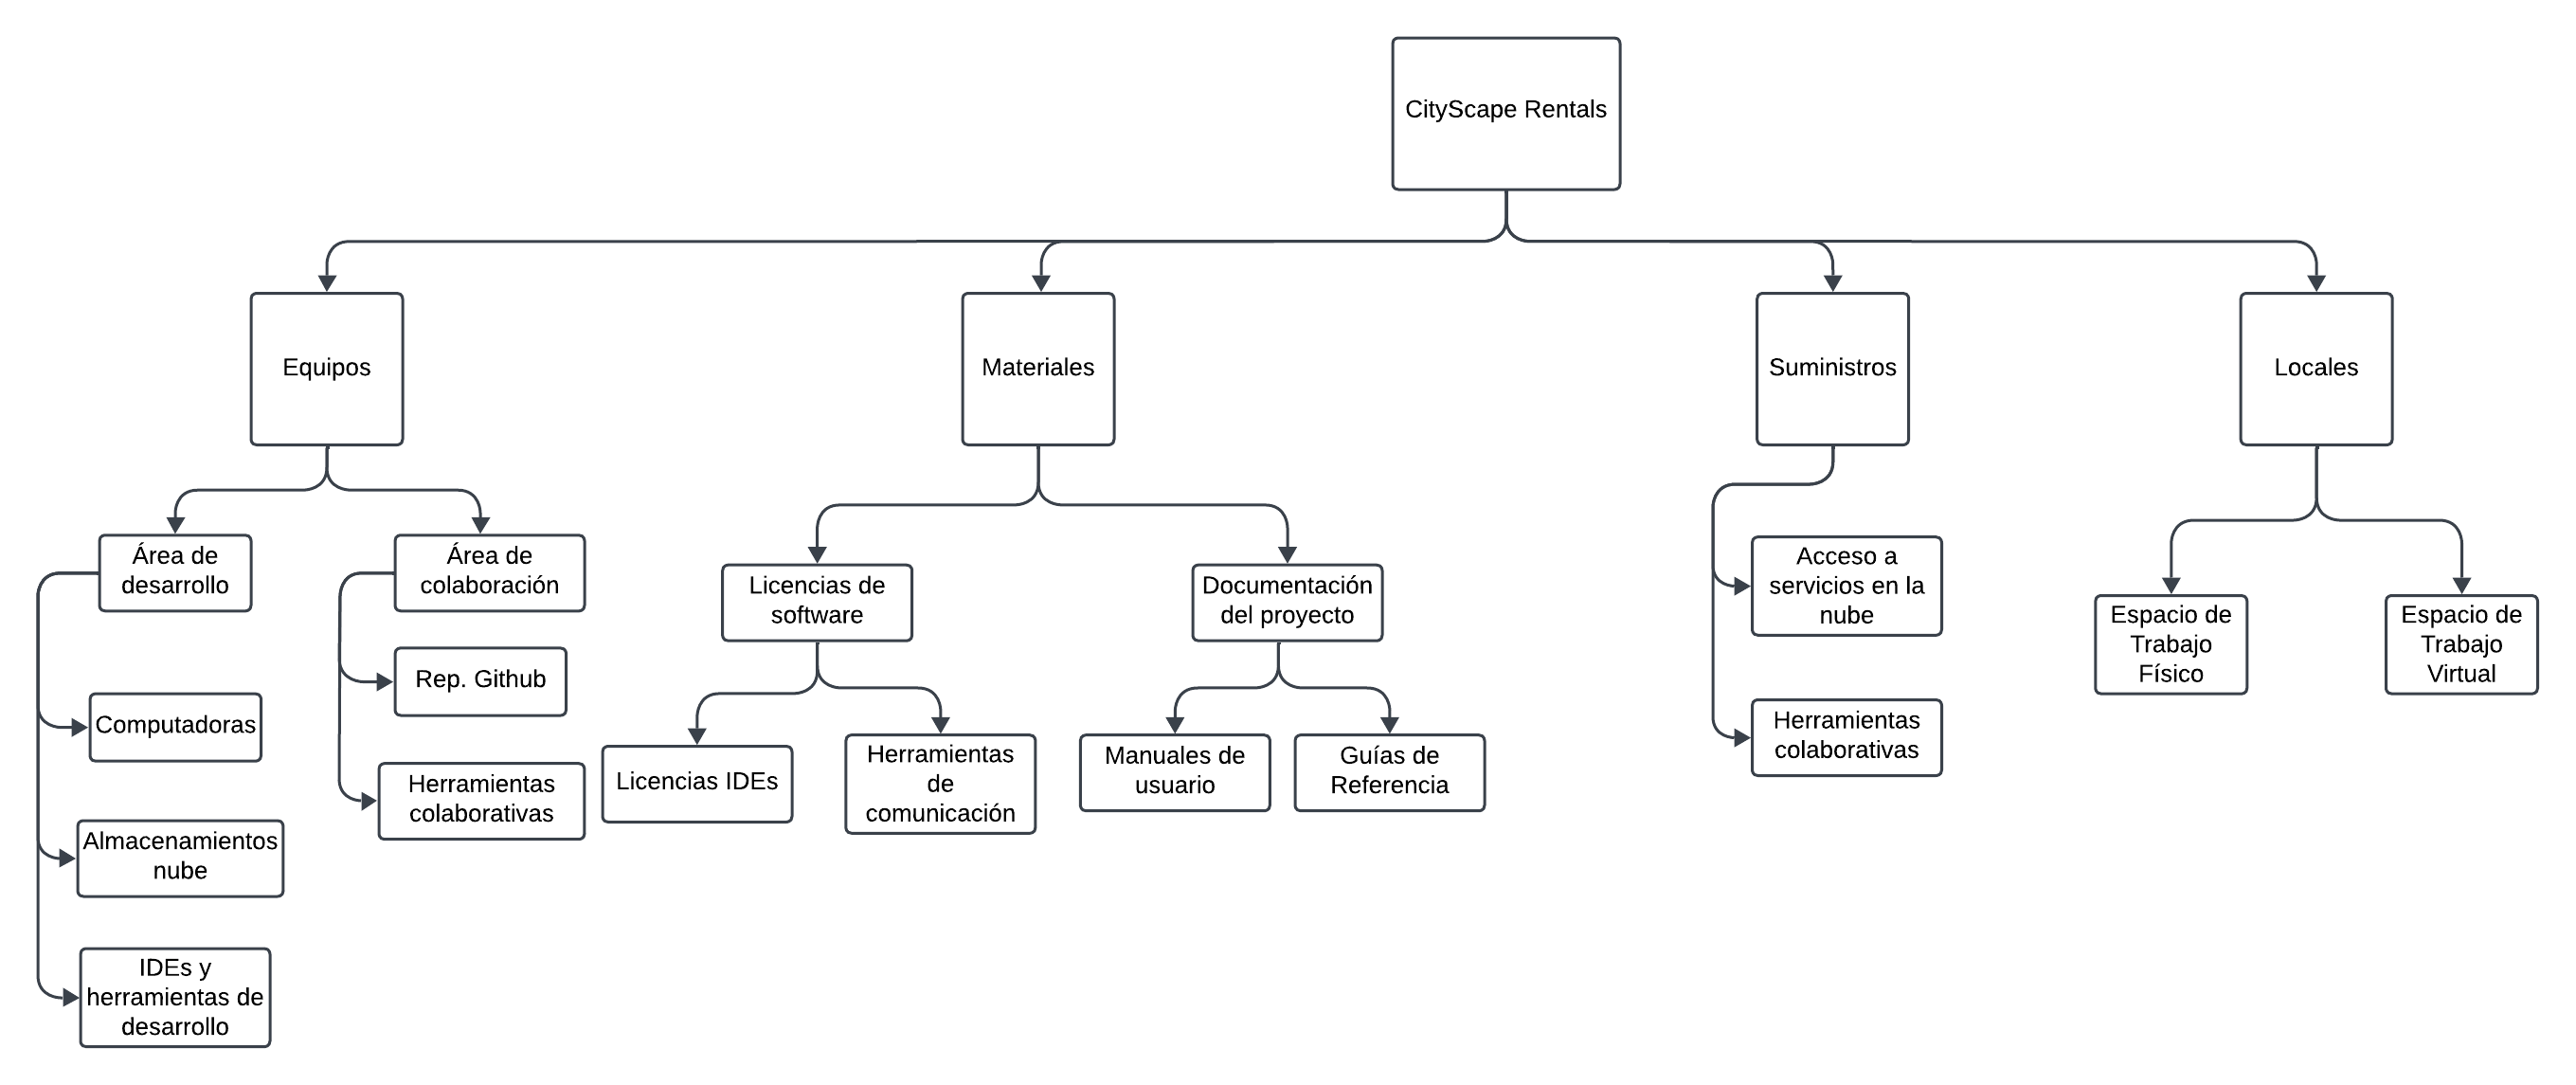 CityScape Rentals
Equipos
Materiales
Suministros
Locales
Área de
desarrollo
Computadoras
Almacenamientos
nube
IDEs y
herramientas de
desarrollo
Área de
colaboración
Rep. Github
Herramientas
colaborativas
Licencias de
software
Licencias IDEs
Herramientas
de
comunicación
Documentación
del proyecto
Manuales de
usuario
Guías de
Referencia
Acceso a
servicios en la
nube
Herramientas
colaborativas
Espacio de
Trabajo
Físico
Espacio de
Trabajo
Virtual